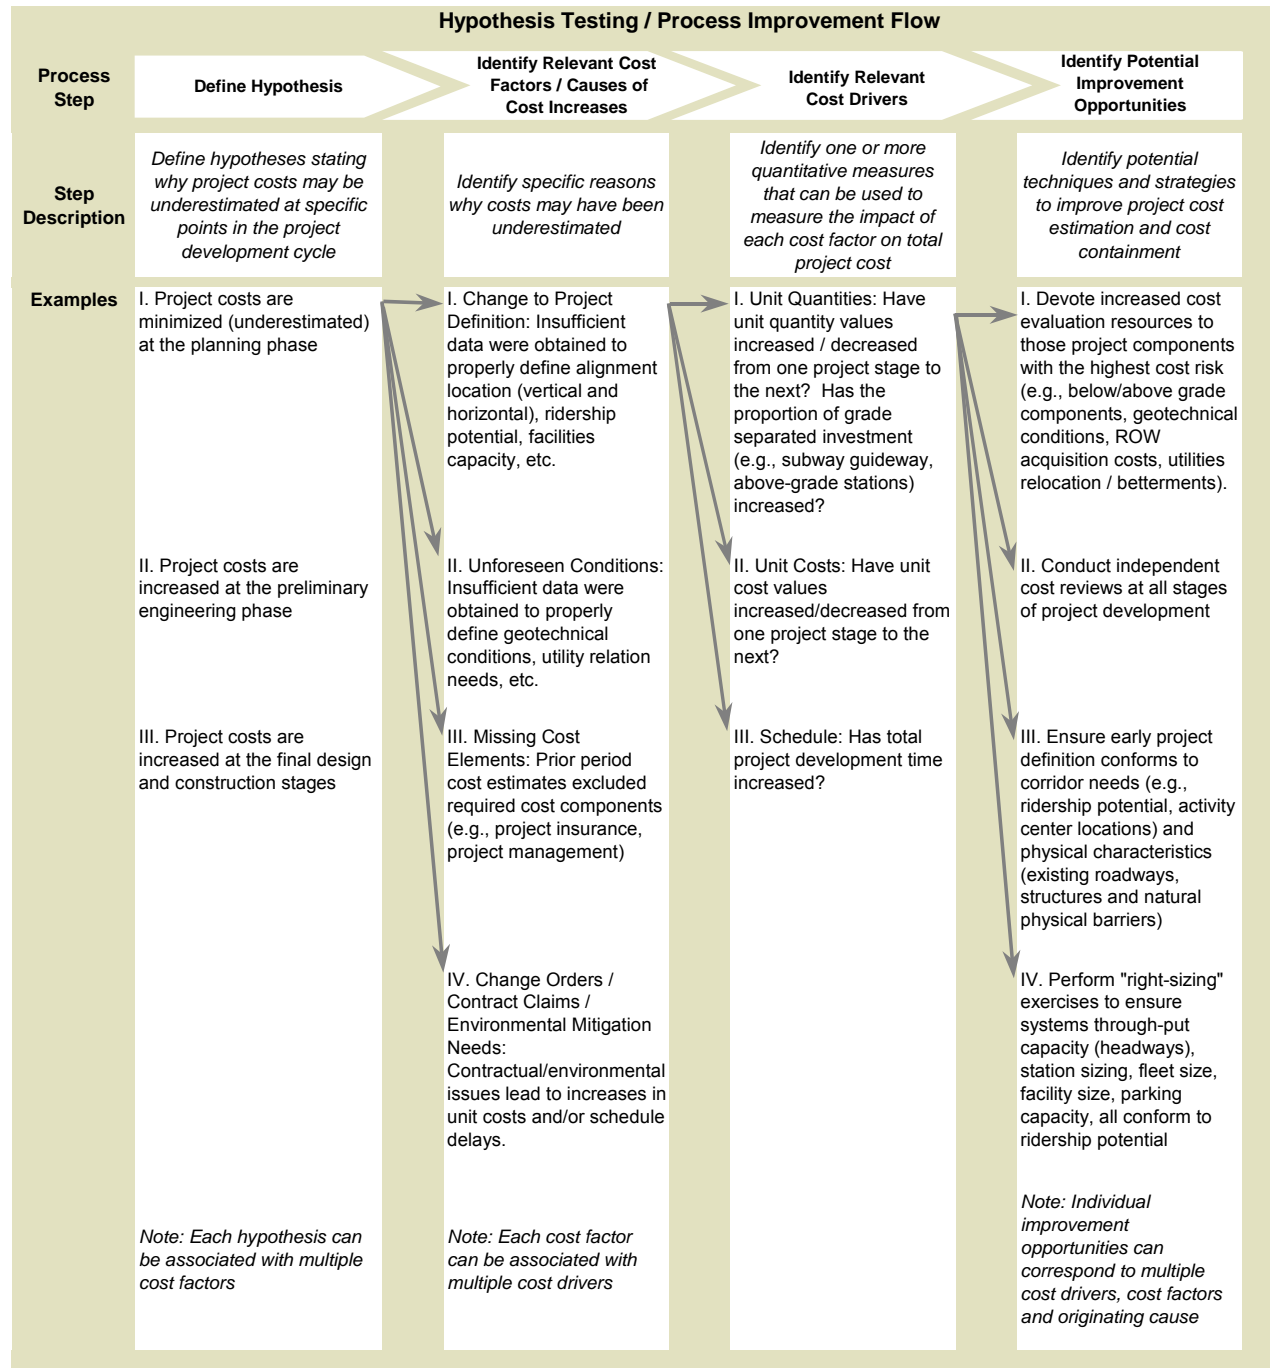 Hypothesis Testing / Process Improvement Flow
Process
Step
Define Hypothesis
Identify Relevant Cost
Factors / Causes of
Cost Increases
Identify Relevant
Cost Drivers
Identify Potential
Improvement
Opportunities
Step
Description
Define hypotheses stating
why project costs may be
underestimated at specific
points in the project
development cycle
Identify specific reasons
why costs may have been
underestimated
Identify one or more
quantitative measures
that can be used to
measure the impact of
each cost factor on total
project cost
Identify potential
techniques and strategies
to improve project cost
estimation and cost
containment
Examples
I. Project costs are
minimized (underestimated)
at the planning phase
II. Project costs are
increased at the preliminary
engineering phase
III. Project costs are
increased at the final design
and construction stages
Note: Each hypothesis can
be associated with multiple
cost factors
I. Change to Project
Definition: Insufficient
data were obtained to
properly define alignment
location (vertical and
horizontal), ridership
potential, facilities
capacity, etc.
II. Unforeseen Conditions:
Insufficient data were
obtained to properly
define geotechnical
conditions, utility relation
needs, etc.
III. Missing Cost
Elements: Prior period
cost estimates excluded
required cost components
(e.g., project insurance,
project management)
IV. Change Orders /
Contract Claims /
Environmental Mitigation
Needs:
Contractual/environmental
issues lead to increases in
unit costs and/or schedule
delays.
Note: Each cost factor
can be associated with
multiple cost drivers
I. Unit Quantities: Have
unit quantity values
increased / decreased
from one project stage to
the next?  Has the
proportion of grade
separated investment
(e.g., subway guideway,
above-grade stations)
increased?
II. Unit Costs: Have unit
cost values
increased/decreased from
one project stage to the
next?
III. Schedule: Has total
project development time
increased?
I. Devote increased cost
evaluation resources to
those project components
with the highest cost risk
(e.g., below/above grade
components, geotechnical
conditions, ROW
acquisition costs, utilities
relocation / betterments).
II. Conduct independent
cost reviews at all stages
of project development
III. Ensure early project
definition conforms to
corridor needs (e.g.,
ridership potential, activity
center locations) and
physical characteristics
(existing roadways,
structures and natural
physical barriers)
IV. Perform "right-sizing"
exercises to ensure
systems through-put
capacity (headways),
station sizing, fleet size,
facility size, parking
capacity, all conform to
ridership potential
Note: Individual
improvement
opportunities can
correspond to multiple
cost drivers, cost factors
and originating cause